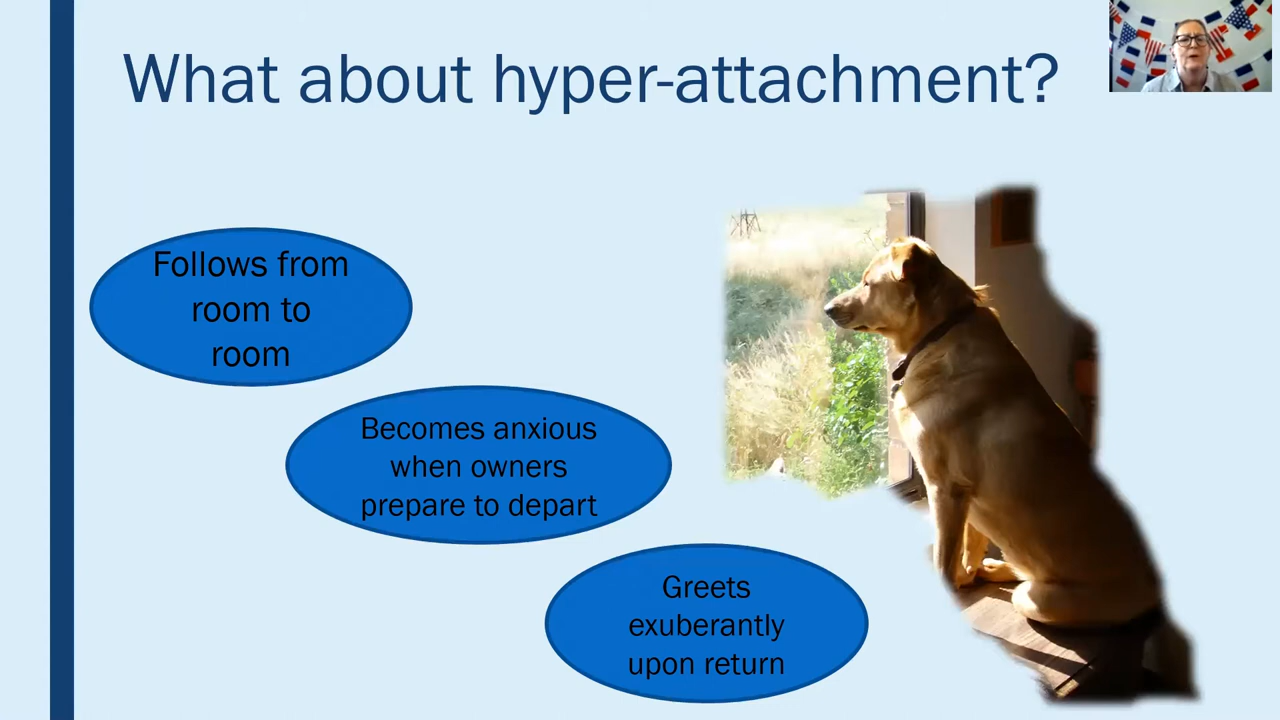 What about hyper-attachment?
Follows from
room to
room
Becomes anxious
when owners
prepare to depart
Greets
exuberantly
upon return